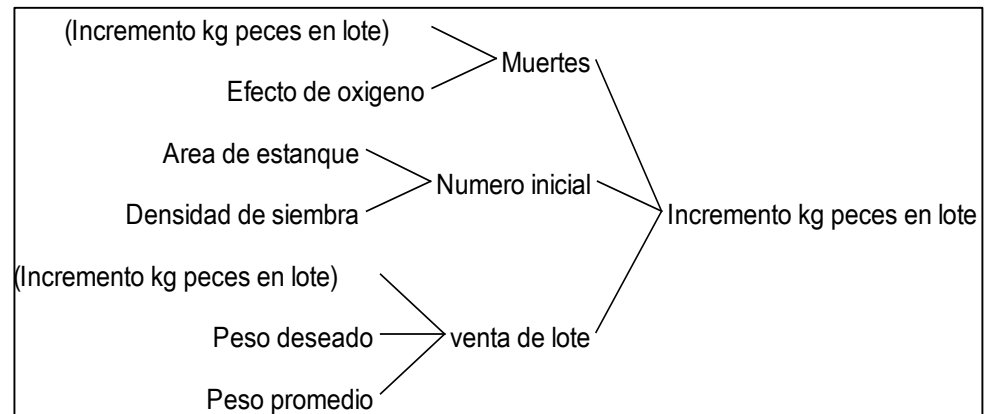 (Incremento kg peces en lote)
Muertes
Efecto de oxigeno
Area de estanque
Numero inicial
Densidad de siembra
Incremento kg peces en lote
(Incremento kg peces en lote)
Peso deseado
venta de lote
Peso promedio